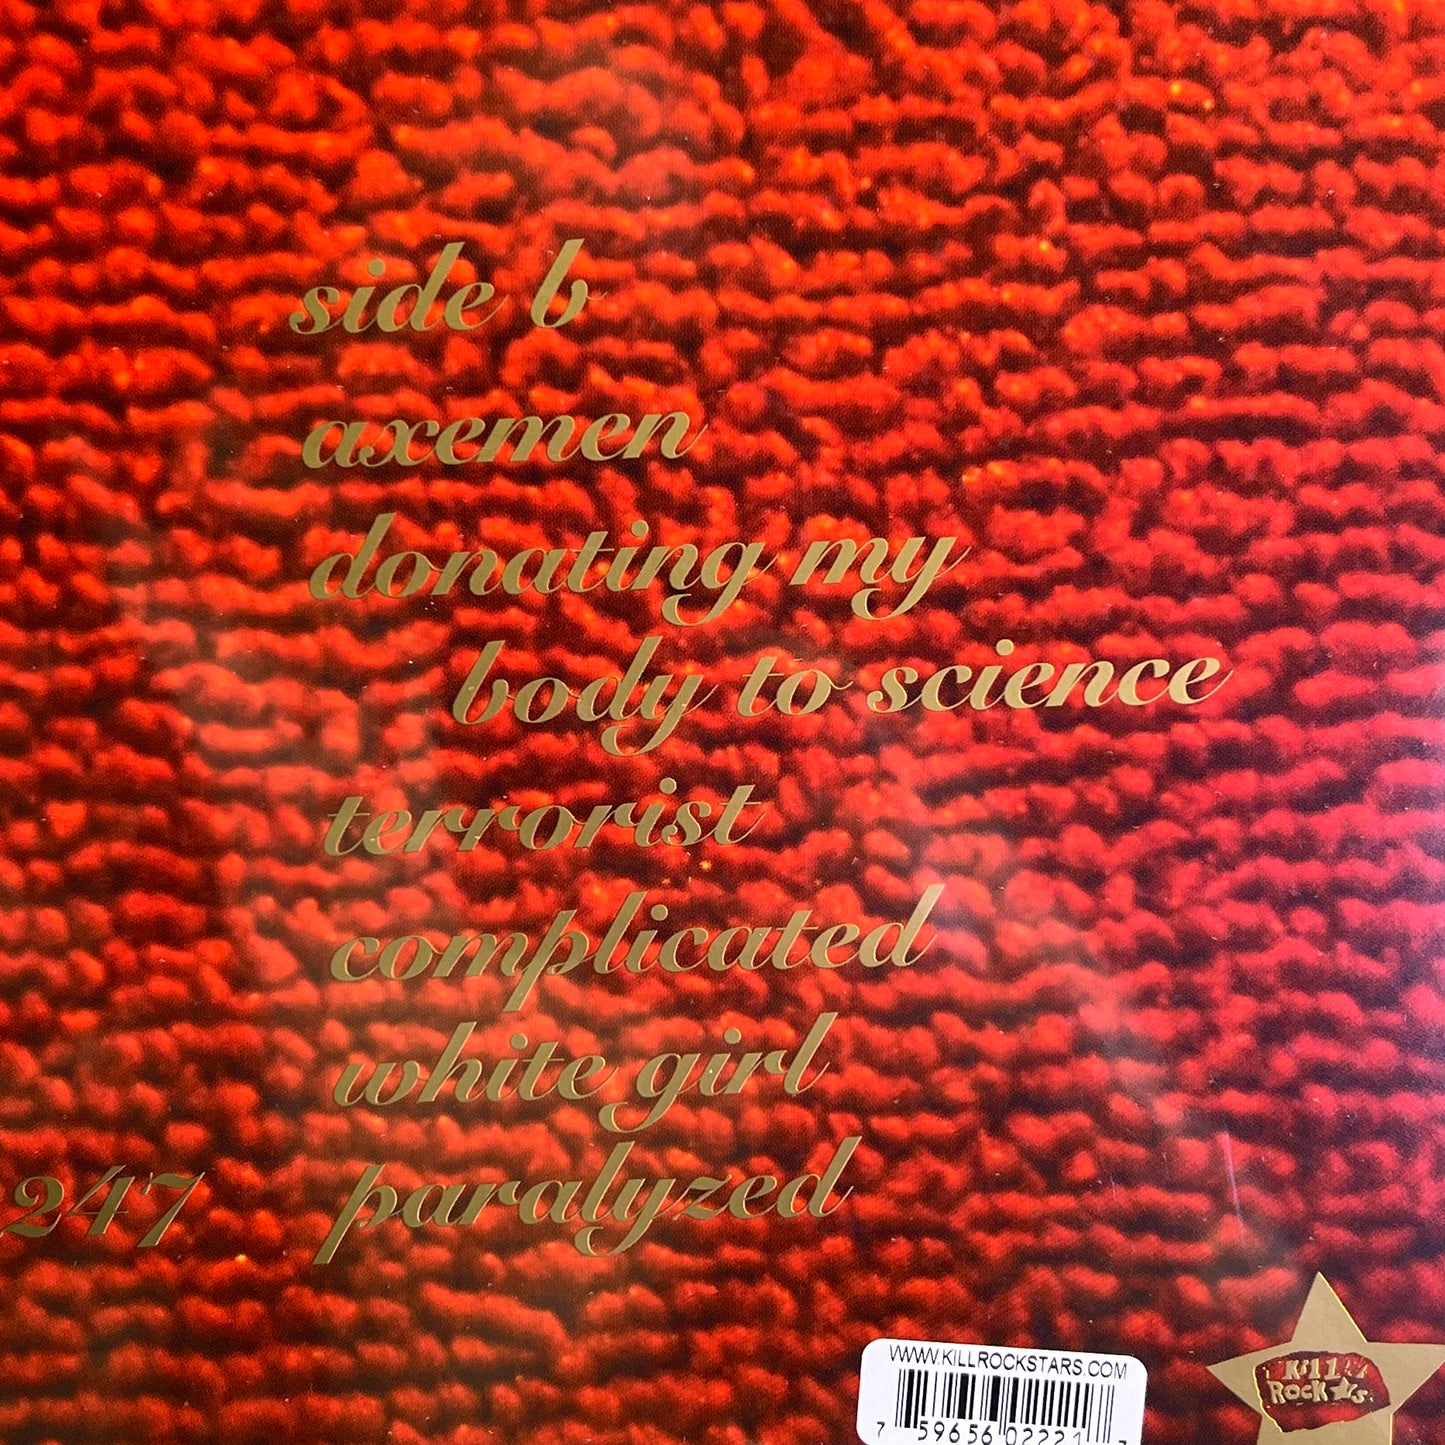 side b
axemen
donating my
body to science
terrorist
complicated
white girl
247 paralyzed
WWW.KILLROCKSTARS.COM
7 59656 02221 7
KILL
ROCK ★S